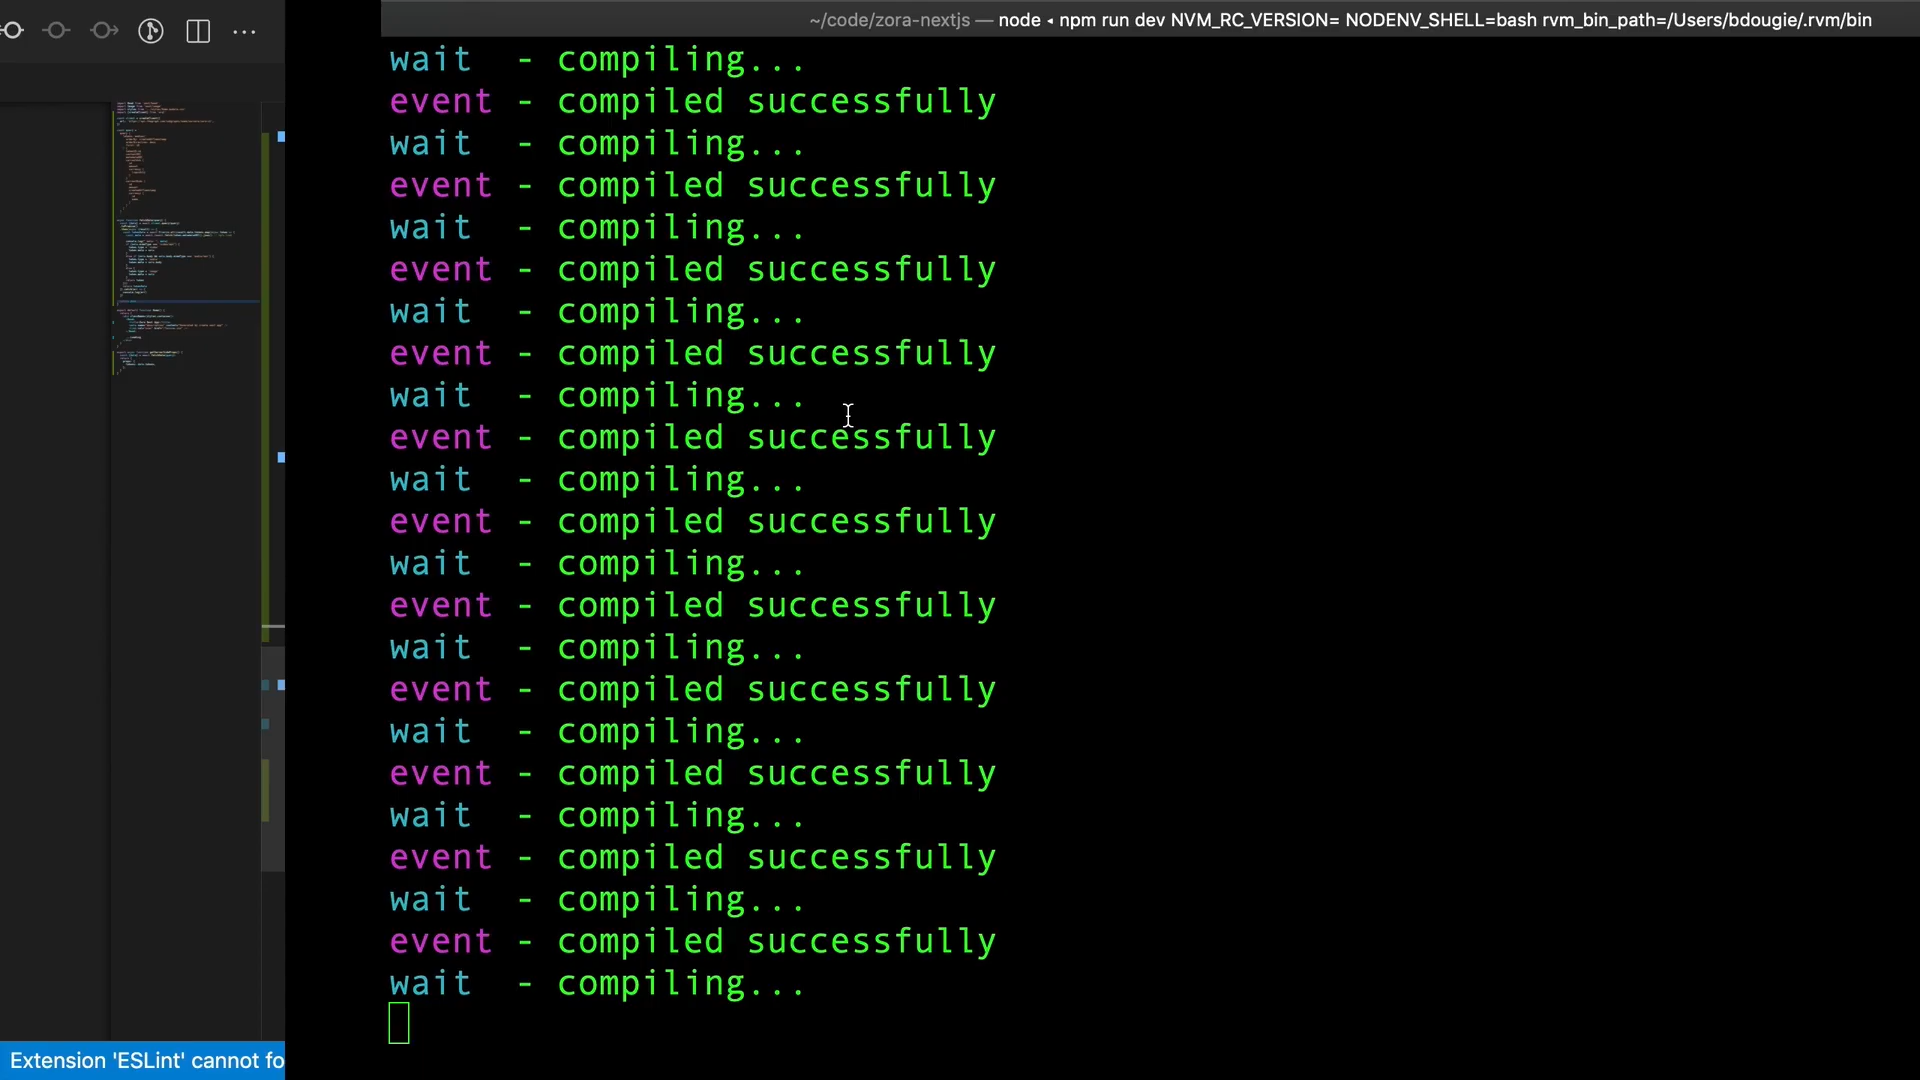 ~/code/zora-nextjs — node ◂ npm run dev NVM_RC_VERSION= NODENV_SHELL=bash rvm_bin_path=/Users/bdougie/.rvm/bin
wait  - compiling...
event - compiled successfully
wait  - compiling...
event - compiled successfully
wait  - compiling...
event - compiled successfully
wait  - compiling...
event - compiled successfully
wait  - compiling...
event - compiled successfully
wait  - compiling...
event - compiled successfully
wait  - compiling...
event - compiled successfully
wait  - compiling...
event - compiled successfully
wait  - compiling...
event - compiled successfully
wait  - compiling...
event - compiled successfully
wait  - compiling...
event - compiled successfully
wait  - compiling...
Extension 'ESLint' cannot fo